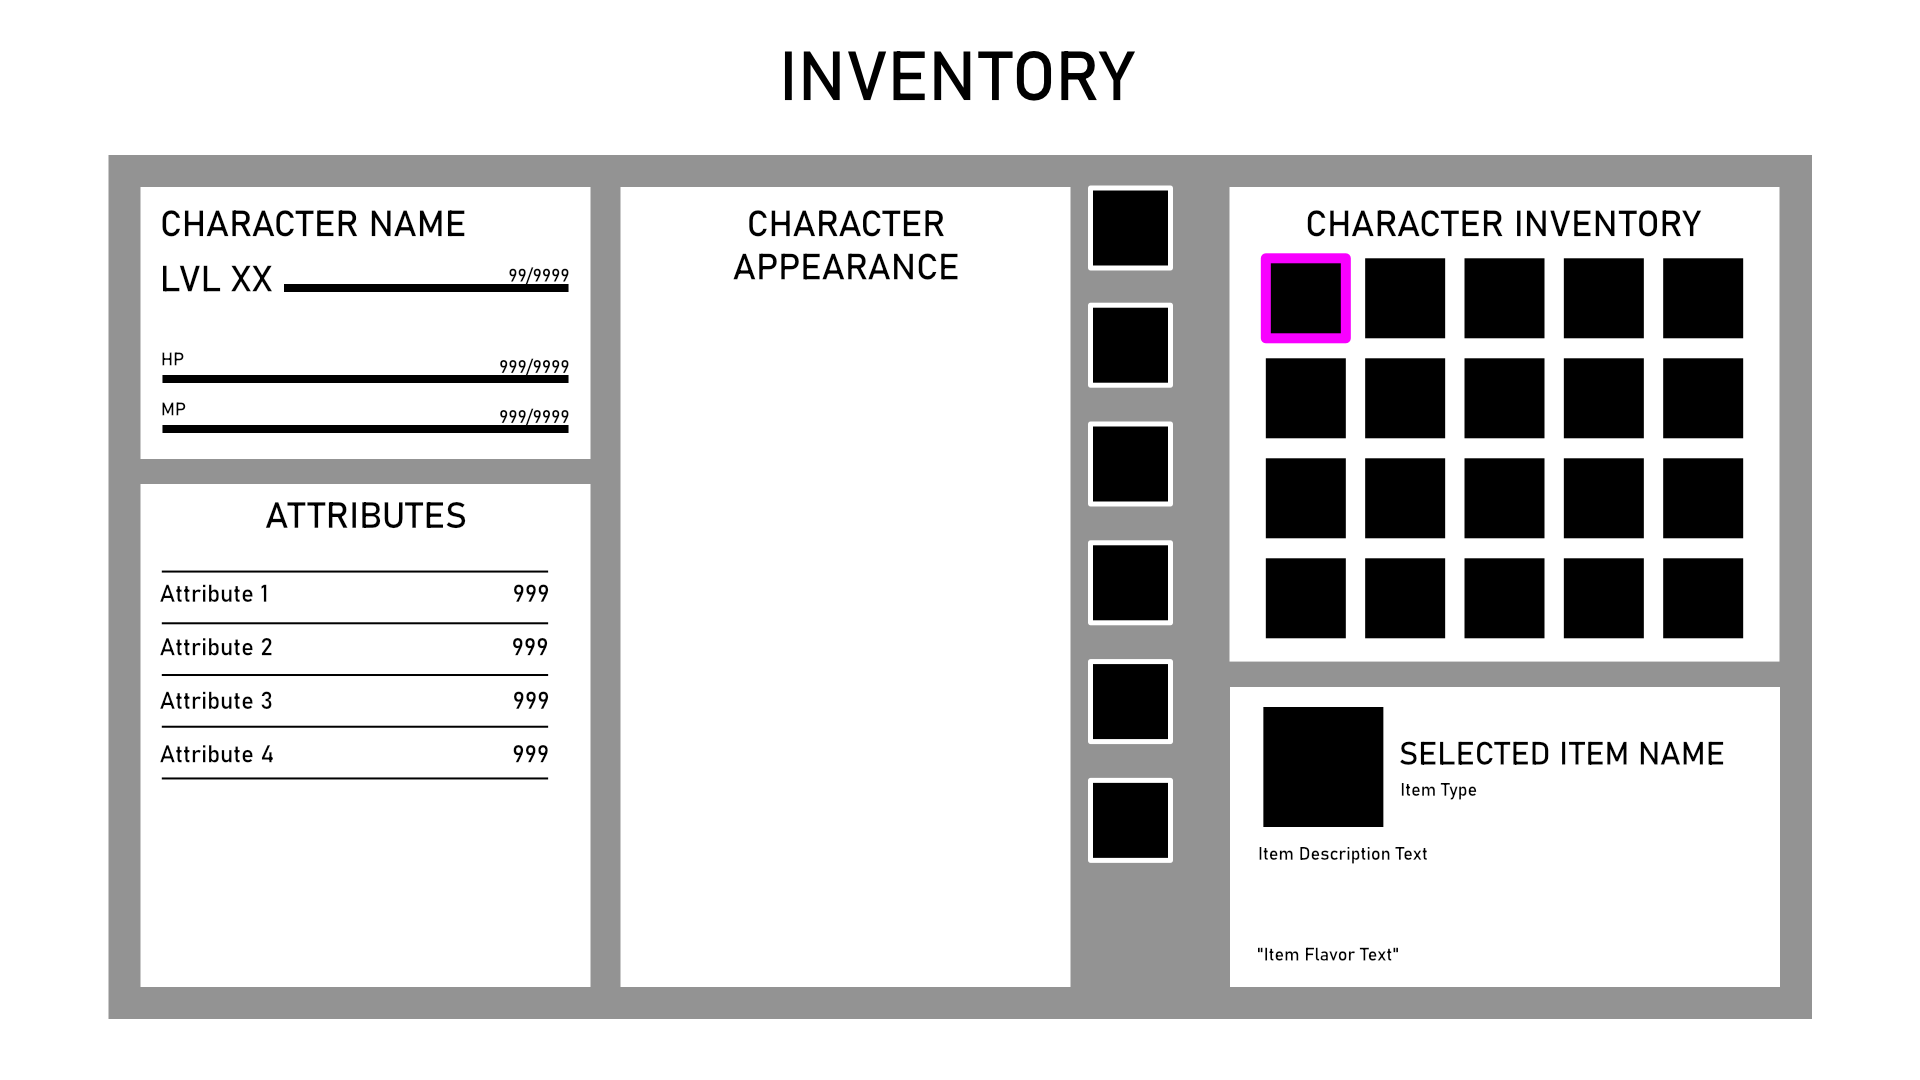 INVENTORY
CHARACTER NAME
LVL XX 99/9999
HP 999/9999
MP 999/9999
ATTRIBUTES
Attribute 1 999
Attribute 2 999
Attribute 3 999
Attribute 4 999
CHARACTER
APPEARANCE
CHARACTER INVENTORY
SELECTED ITEM NAME
Item Type
Item Description Text
"Item Flavor Text"